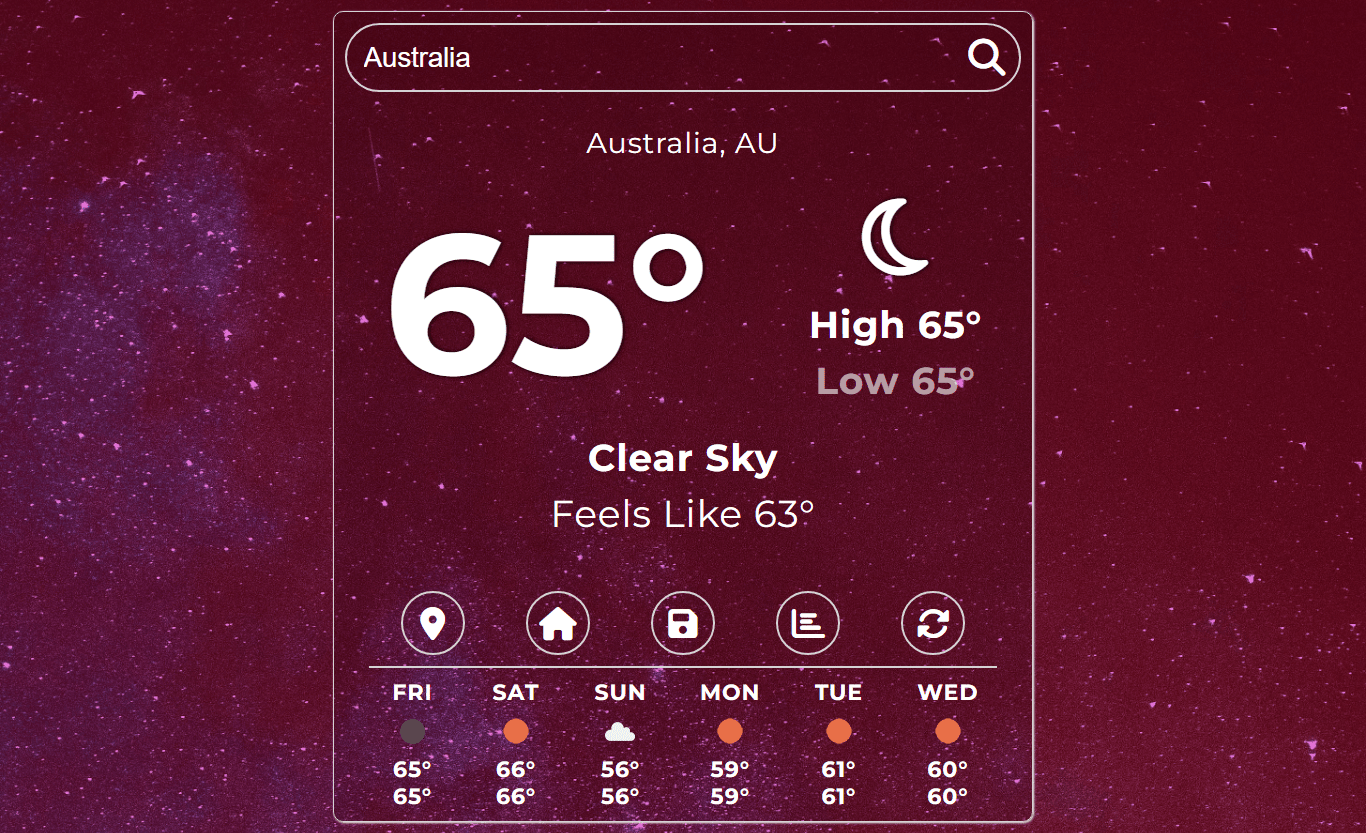 Australia
Australia, AU
65°
High 65°
Low 65°
Clear Sky
Feels Like 63°
FRI SAT SUN MON TUE WED
65° 66° 56° 59° 61° 60°
65° 66° 56° 59° 61° 60°